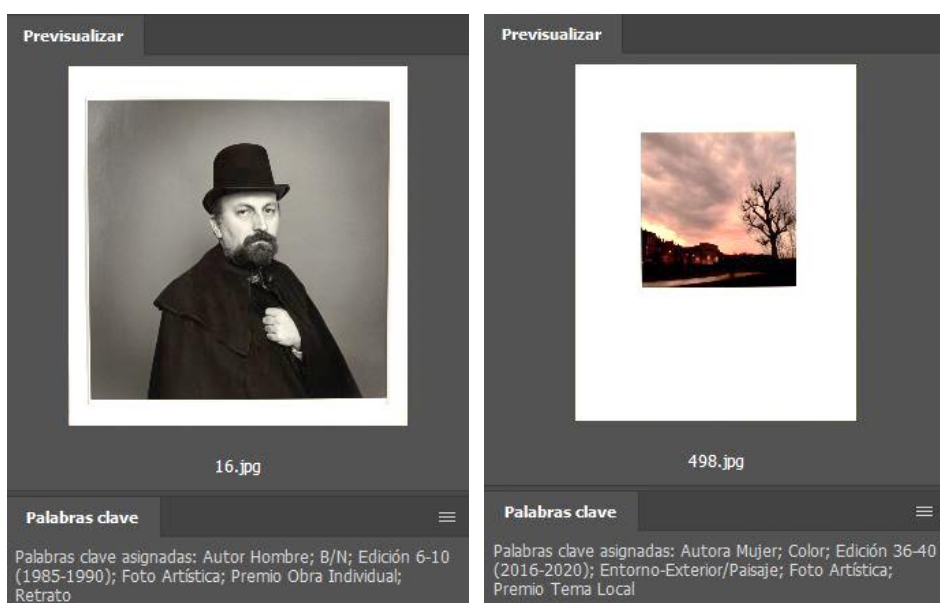 Previsualizar
16.jpg
Palabras clave
Palabras clave asignadas: Autor Hombre; B/N; Edición 6-10
(1985-1990); Foto Artística; Premio Obra Individual;
Retrato
Previsualizar
498.jpg
Palabras clave
Palabras clave asignadas: Autora Mujer; Color; Edición 36-40
(2016-2020); Entorno-Exterior/Paisaje; Foto Artística;
Premio Tema Local